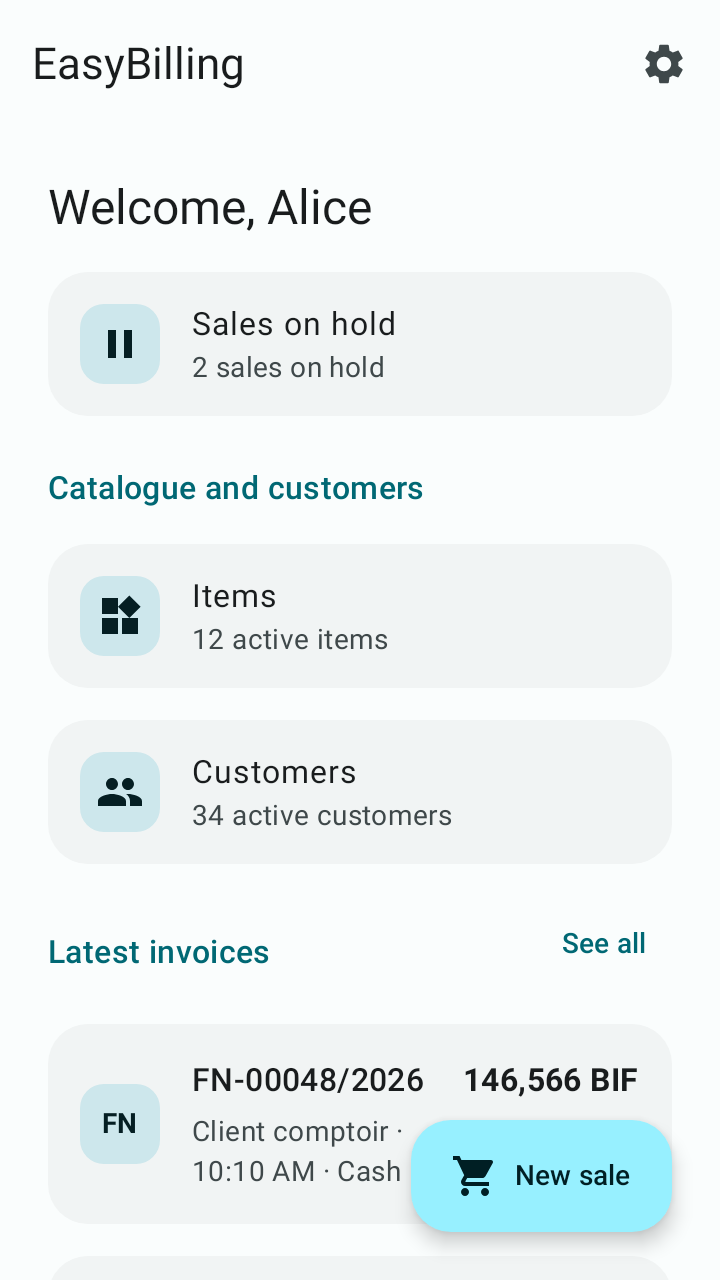 EasyBilling
Welcome, Alice
Sales on hold
2 sales on hold
Catalogue and customers
Items
12 active items
Customers
34 active customers
Latest invoices
See all
FN
FN-00048/2026
146,566 BIF
Client comptoir ·
10:10 AM · Cash
New sale